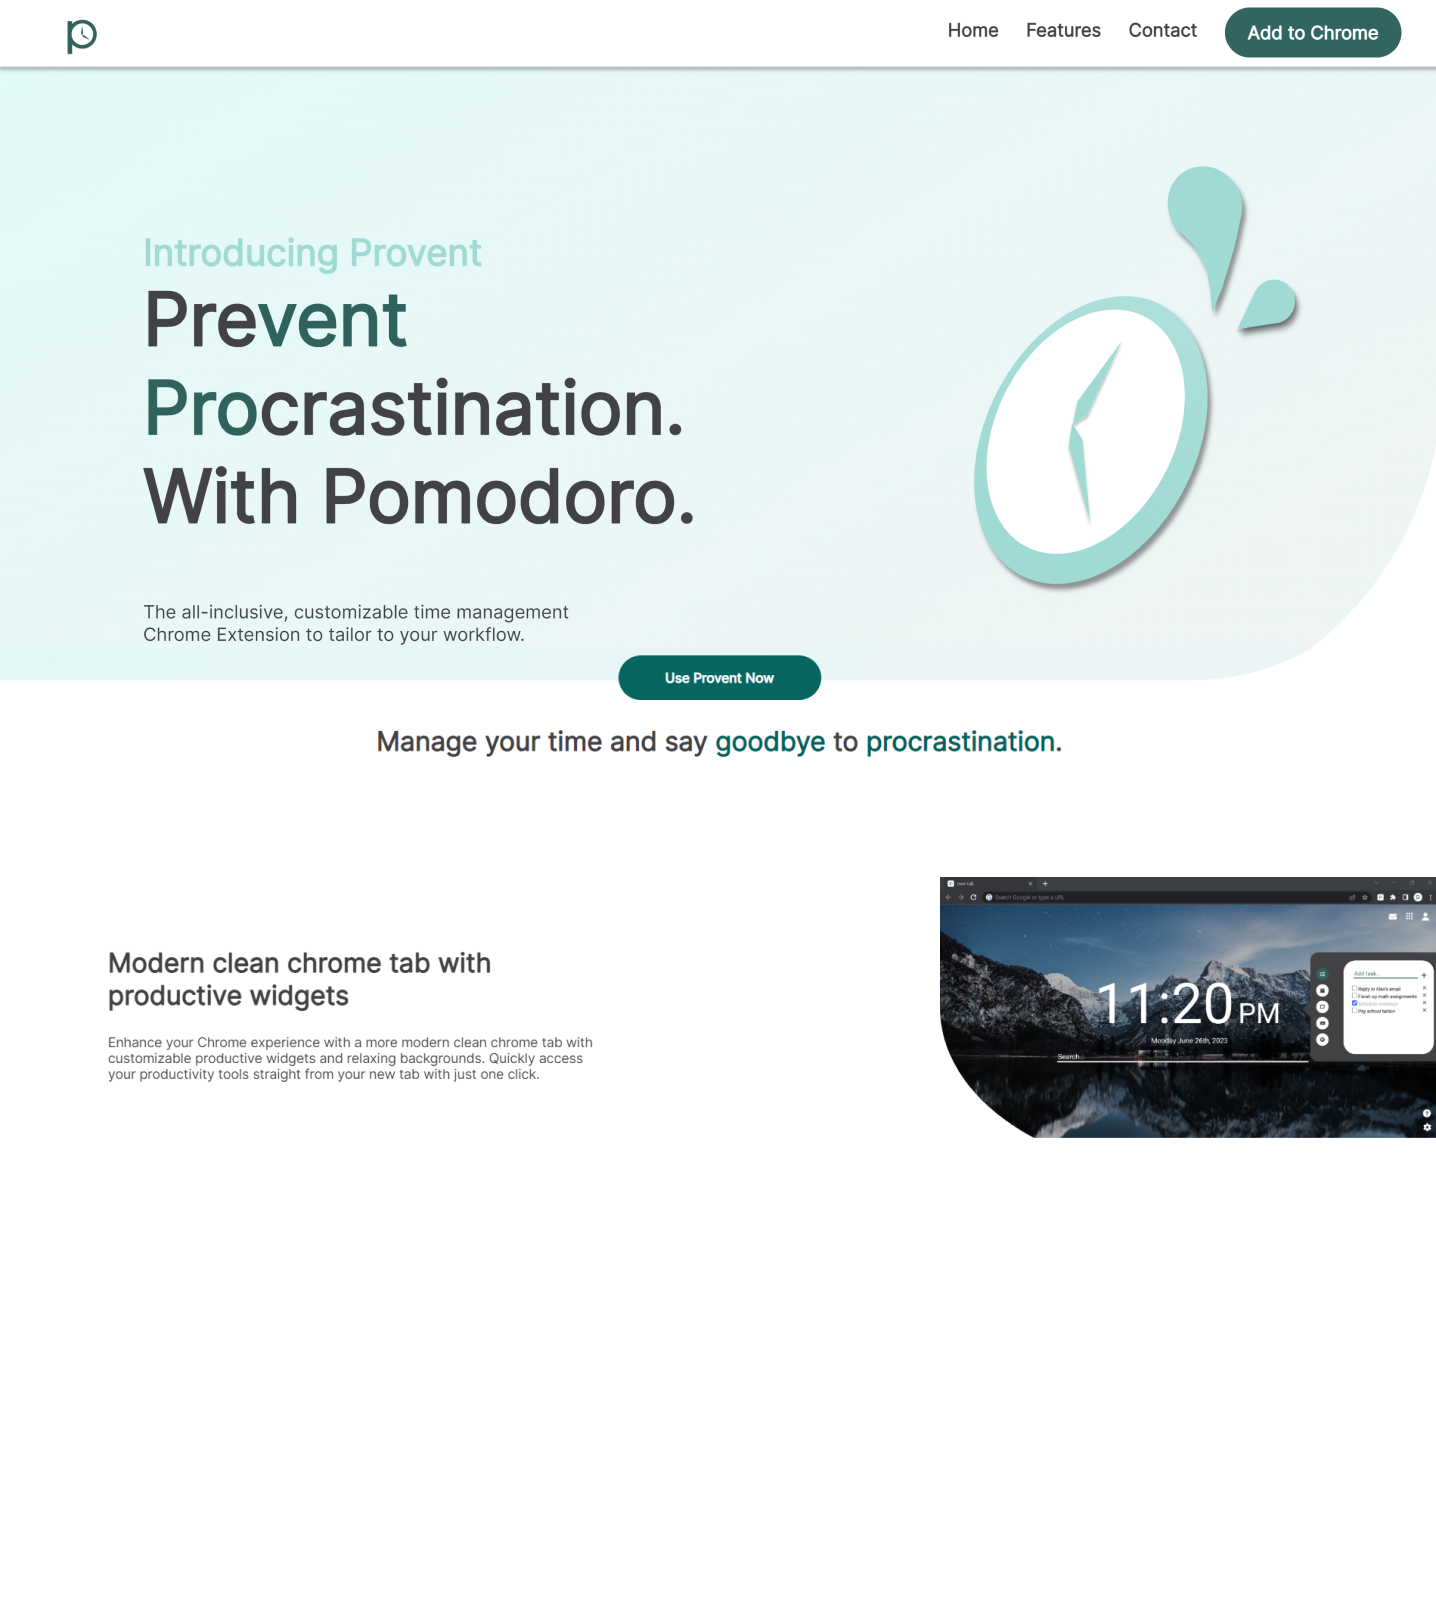 Home Features Contact Add to Chrome
Introducing Provent
Prevent
Procrastination.
With Pomodoro.
The all-inclusive, customizable time management
Chrome Extension to tailor to your workflow.
Use Provent Now
Manage your time and say goodbye to procrastination.
Modern clean chrome tab with
productive widgets
Enhance your Chrome experience with a more modern clean chrome tab with
customizable productive widgets and relaxing backgrounds. Quickly access
your productivity tools straight from your new tab with just one click.
new tab
Search Google or type a URL
11:20 PM
Monday June 26th, 2023
Search...
Add task...
Reply to Alex's email
Finish up math assignments
Schedule meetings
Pay school tuition